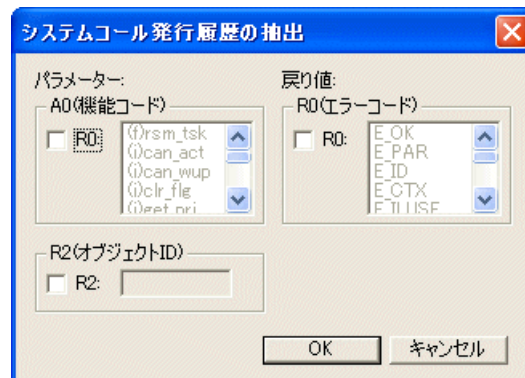 システムコール発行履歴の抽出
パラメーター:
A0(機能コード)
R0:
(f)rsm_tsk
(i)can_act
(i)can_wup
(i)clr_flg
(i)get_pri
戻り値:
R0(エラーコード)
R0:
E_OK
E_PAR
E_ID
E_CTX
E_ILUSE
R2(オブジェクトID)
R2:
OK
キャンセル